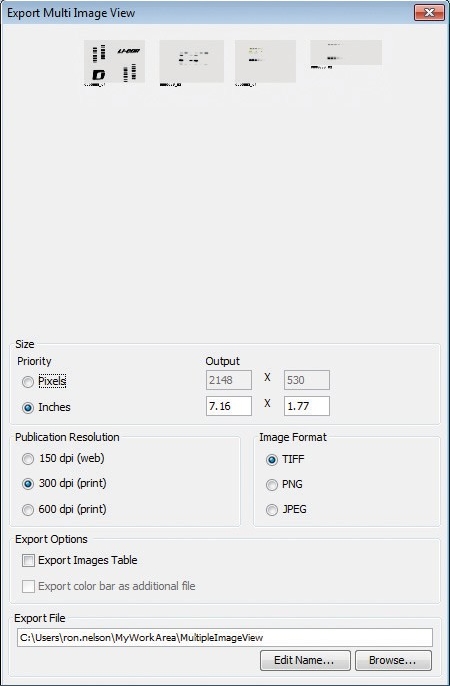 Export Multi Image View
LI-COR
Size
Priority Output
Pixels 2148 X 530
Inches 7.16 X 1.77
Publication Resolution Image Format
150 dpi (web) TIFF
300 dpi (print) PNG
600 dpi (print) JPEG
Export Options
Export Images Table
Export color bar as additional file
Export File
C:\Users\ron.nelson\MyWorkArea\MultipleImageView
Edit Name... Browse...